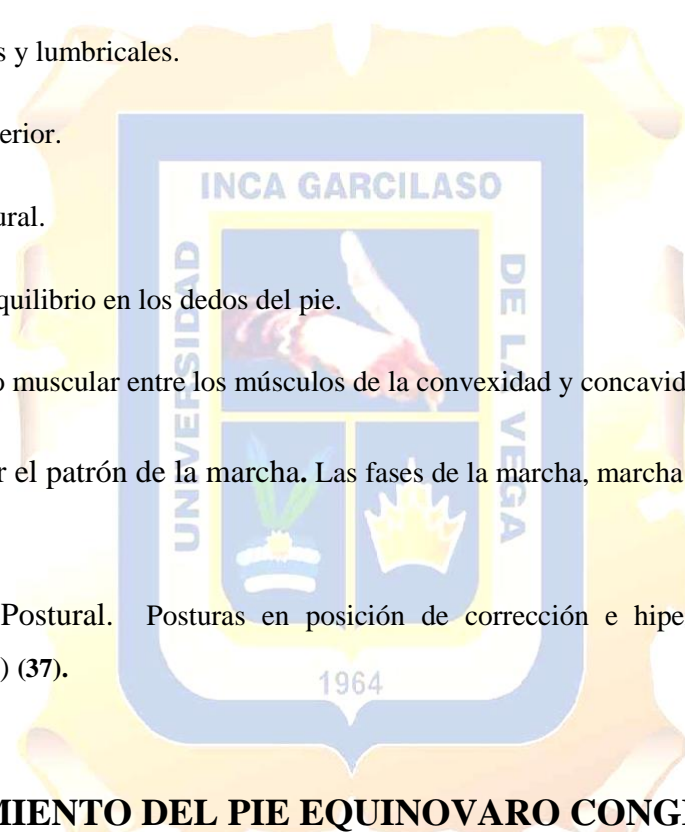 s y lumbricales.
erior.
INCA GARCILASO
ural.
UNIVERSIDAD
DE LA VEGA
quilibrio en los dedos del pie.
o muscular entre los músculos de la convexidad y concavid
r el patrón de la marcha. Las fases de la marcha, marcha
Postural. Posturas en posición de corrección e hipe
) (37).
1964
MIENTO DEL PIE EQUINOVARO CONG